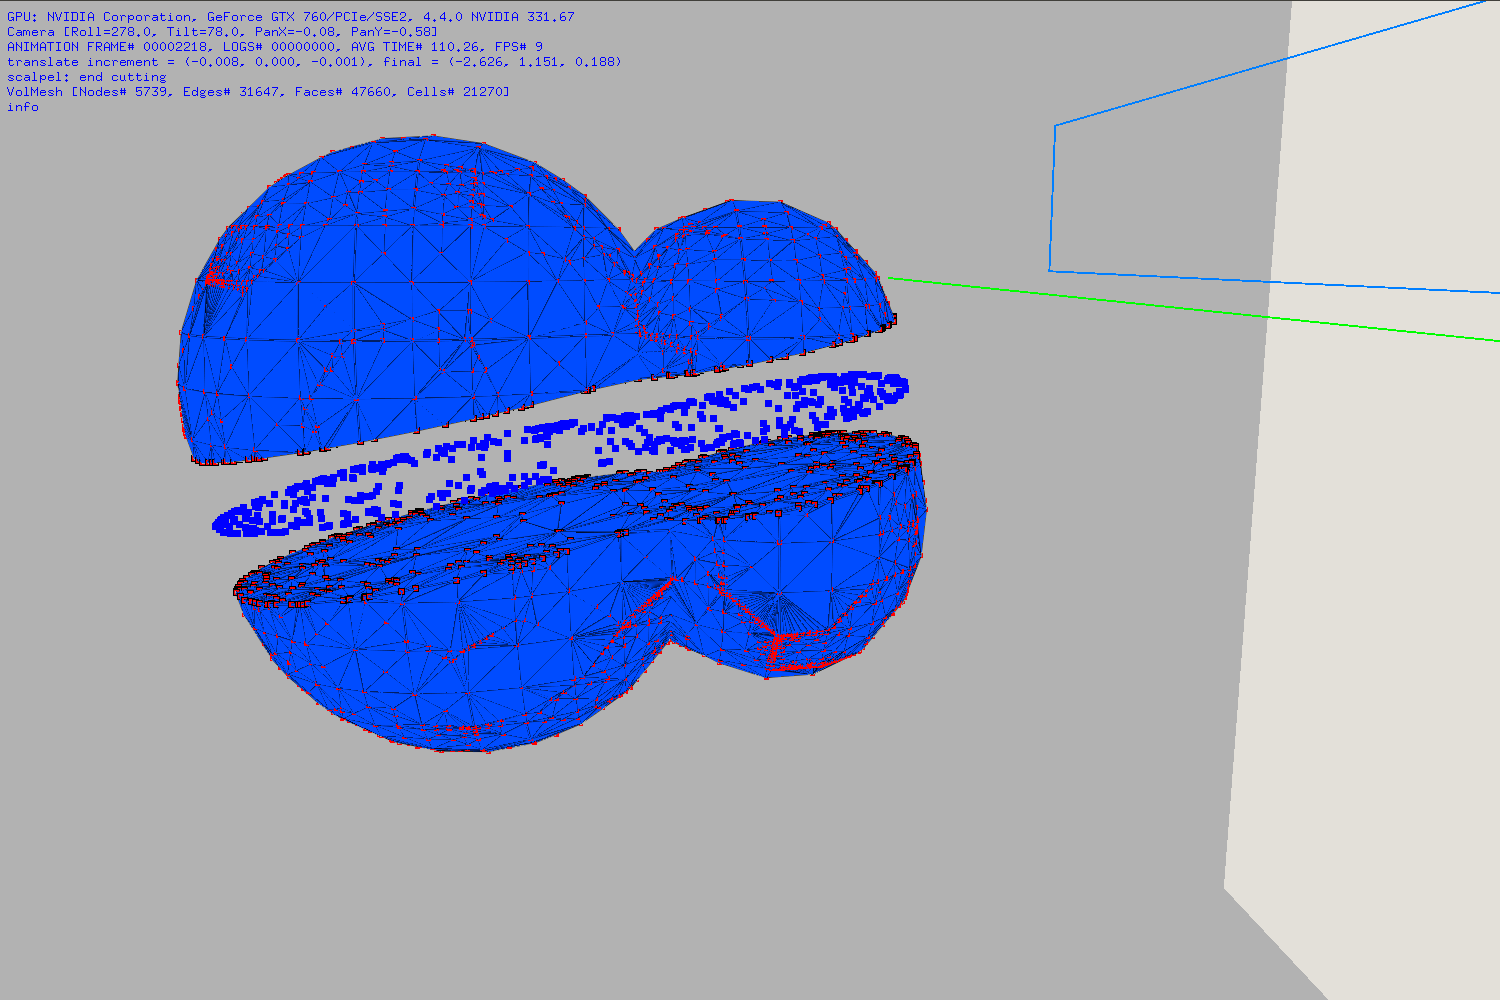 GPU: NVIDIA Corporation, GeForce GTX 760/PCIe/SSE2, 4.4.0 NVIDIA 331.67
Camera [Roll=278.0, Tilt=78.0, PanX=-0.08, PanY=-0.58]
ANIMATION FRAME# 00002218, LOGS# 00000000, AVG TIME# 110.26, FPS# 9
translate increment = (-0.008, 0.000, -0.001), final = (-2.626, 1.151, 0.188)
scalpel: end cutting
VolMesh [Nodes# 5739, Edges# 31647, Faces# 47660, Cells# 21270]
info